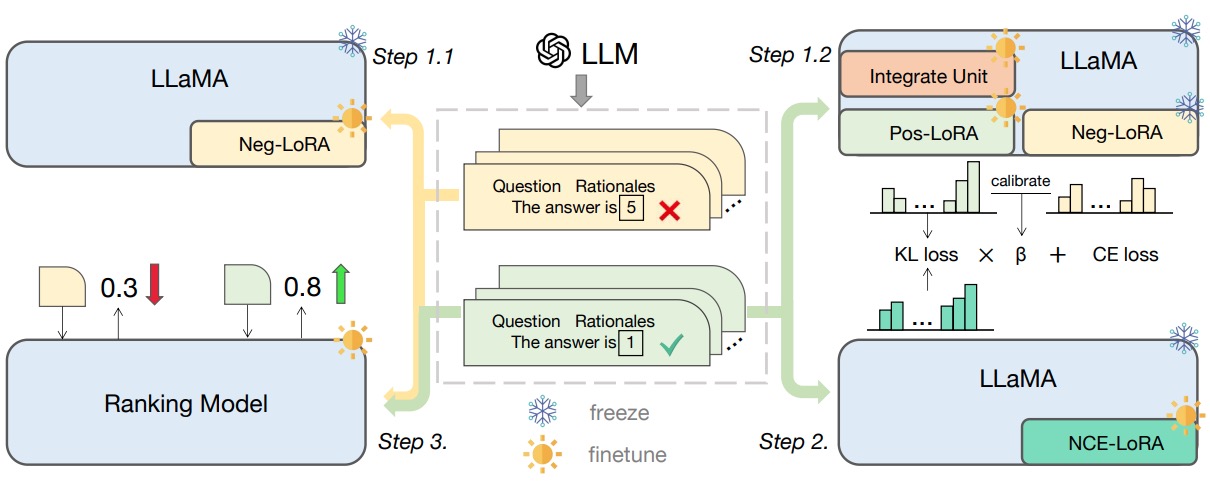 LLaMA
Neg-LoRA
Step 1.1
LLM
Step 1.2
Integrate Unit
LLaMA
Pos-LoRA
Neg-LoRA
Question Rationales
The answer is 5
calibrate
KL loss × β + CE loss
0.3
0.8
Question Rationales
The answer is 1
Ranking Model
Step 3.
freeze
finetune
Step 2.
LLaMA
NCE-LoRA